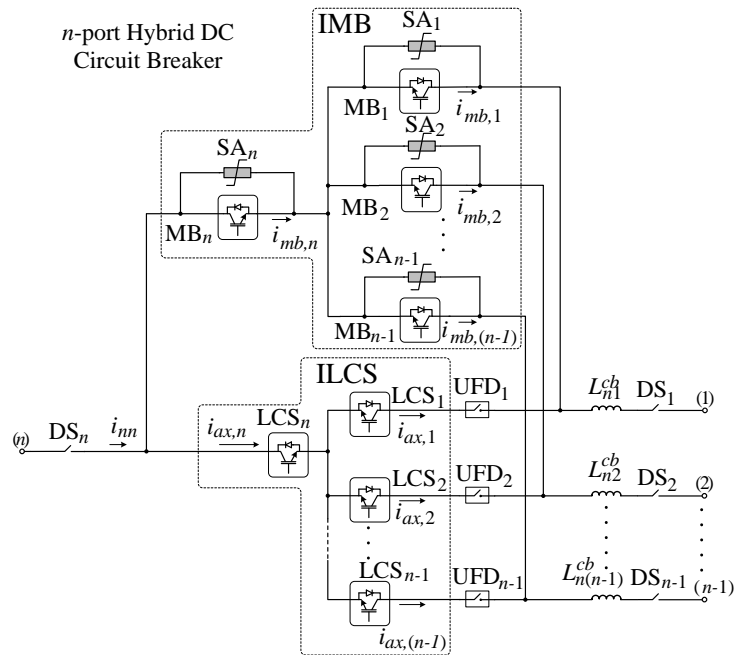 n-port Hybrid DC
Circuit Breaker
IMB
SA1
MB1
imb,1
SA2
MB2
imb,2
SAn
MBn
imb,n
SAn-1
MBn-1
imb,(n-1)
ILCS
LCS1
UFD1
Lcbn1
DS1
(1)
(n)
DSn
inn
iax,n
LCSn
iax,1
LCS2
UFD2
Lcbn2
DS2
(2)
iax,2
LCSn-1
UFDn-1
Lcbn(n-1)
DSn-1
(n-1)
iax,(n-1)